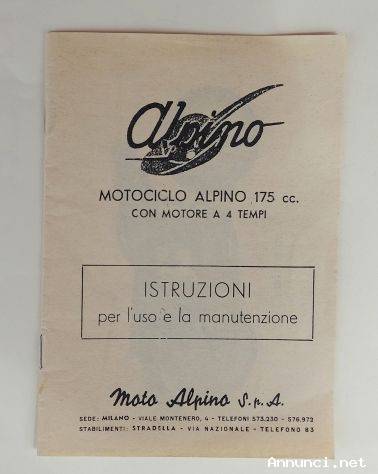 Alpino
MOTOCICLO ALPINO 175 cc.
CON MOTORE A 4 TEMPI
ISTRUZIONI
per l'uso e la manutenzione
Moto Alpino S.p.A.
SEDE: MILANO - VIALE MONTENERO, 4 - TELEFONI 573.230 - 576.972
STABILIMENTI: STRADELLA - VIA NAZIONALE - TELEFONO 83
Annunci.net